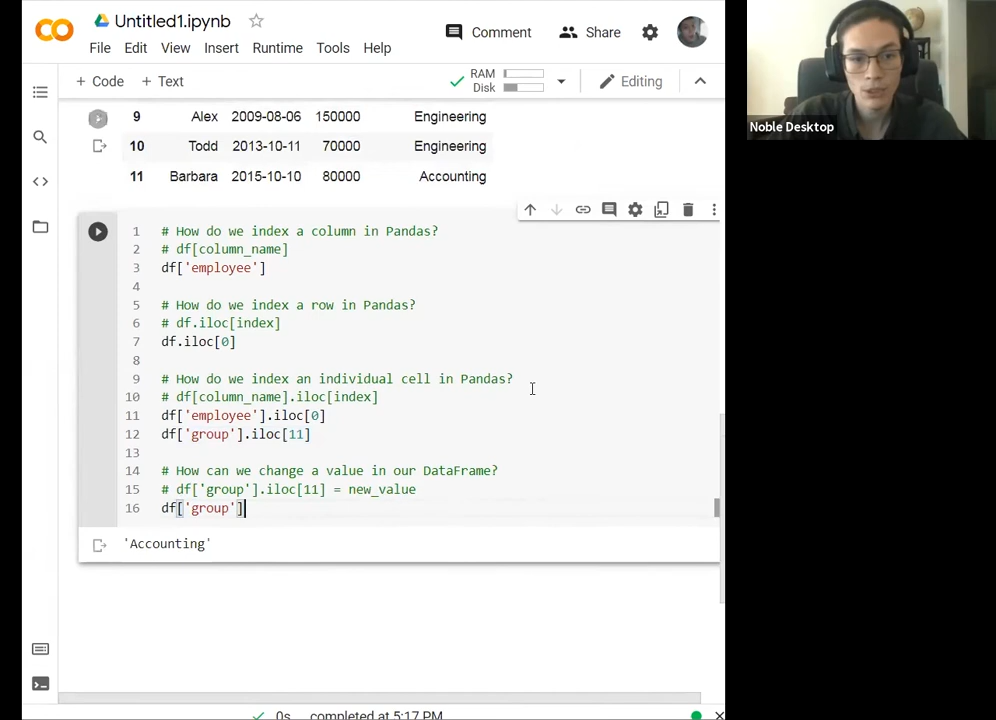 Untitled1.ipynb
File Edit View Insert Runtime Tools Help
Comment Share
+ Code + Text
RAM
Disk
Editing
9 Alex 2009-08-06 150000 Engineering
10 Todd 2013-10-11 70000 Engineering
11 Barbara 2015-10-10 80000 Accounting
1 # How do we index a column in Pandas?
2 # df[column_name]
3 df['employee']
4
5 # How do we index a row in Pandas?
6 # df.iloc[index]
7 df.iloc[0]
8
9 # How do we index an individual cell in Pandas?
10 # df[column_name].iloc[index]
11 df['employee'].iloc[0]
12 df['group'].iloc[11]
13
14 # How can we change a value in our DataFrame?
15 # df['group'].iloc[11] = new_value
16 df['group']
'Accounting'
0s completed at 5:17 PM
Noble Desktop